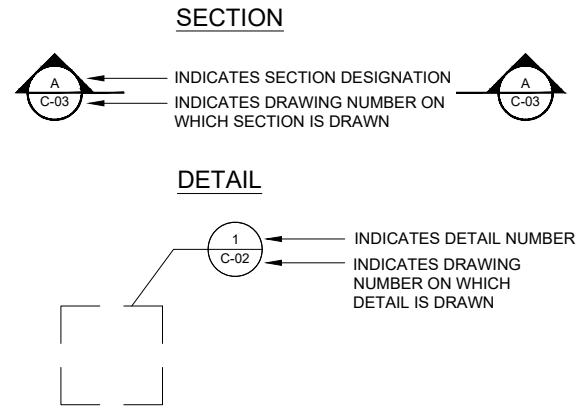 SECTION
A
C-03
INDICATES SECTION DESIGNATION
INDICATES DRAWING NUMBER ON
WHICH SECTION IS DRAWN
A
C-03
DETAIL
1
C-02
INDICATES DETAIL NUMBER
INDICATES DRAWING
NUMBER ON WHICH
DETAIL IS DRAWN